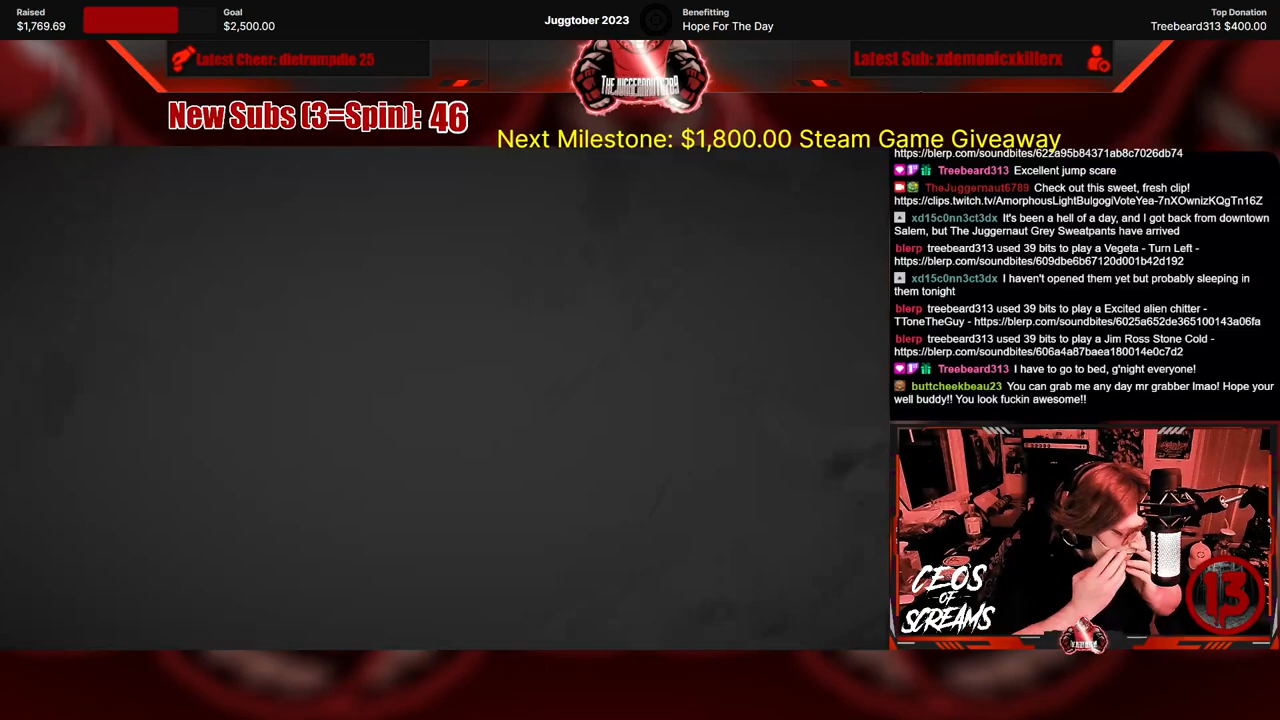 Raised
$1,769.69
Goal
$2,500.00
Juggtober 2023
Benefitting
Hope For The Day
Top Donation
Treebeard313 $400.00
Latest Cheer: dietrumpdie 25
THEJUGGERNAUT6789
Latest Sub: xdemonicxkillerx
New Subs (3=Spin): 46
Next Milestone: $1,800.00 Steam Game Giveaway
https://blerp.com/soundbites/622a95b84371ab8c7026db74
Treebeard313 Excellent jump scare
TheJuggernaut6789 Check out this sweet, fresh clip!
https://clips.twitch.tv/AmorphousLightBulgogiVoteYea-7nXOwnizKQgTn16Z
xd15c0nn3ct3dx It's been a hell of a day, and I got back from downtown
Salem, but The Juggernaut Grey Sweatpants have arrived
blerp treebeard313 used 39 bits to play a Vegeta - Turn Left -
https://blerp.com/soundbites/609dbe6b67120d001b42d192
xd15c0nn3ct3dx I haven't opened them yet but probably sleeping in
them tonight
blerp treebeard313 used 39 bits to play a Excited alien chitter -
TToneTheGuy - https://blerp.com/soundbites/6025a652de365100143a06fa
blerp treebeard313 used 39 bits to play a Jim Ross Stone Cold -
https://blerp.com/soundbites/606a4a87baea180014e0c7d2
Treebeard313 I have to go to bed, g'night everyone!
buttcheekbeau23 You can grab me any day mr grabber lmao! Hope your
well buddy!! You look fuckin awesome!!
CEOS
OF
SCREAMS
13